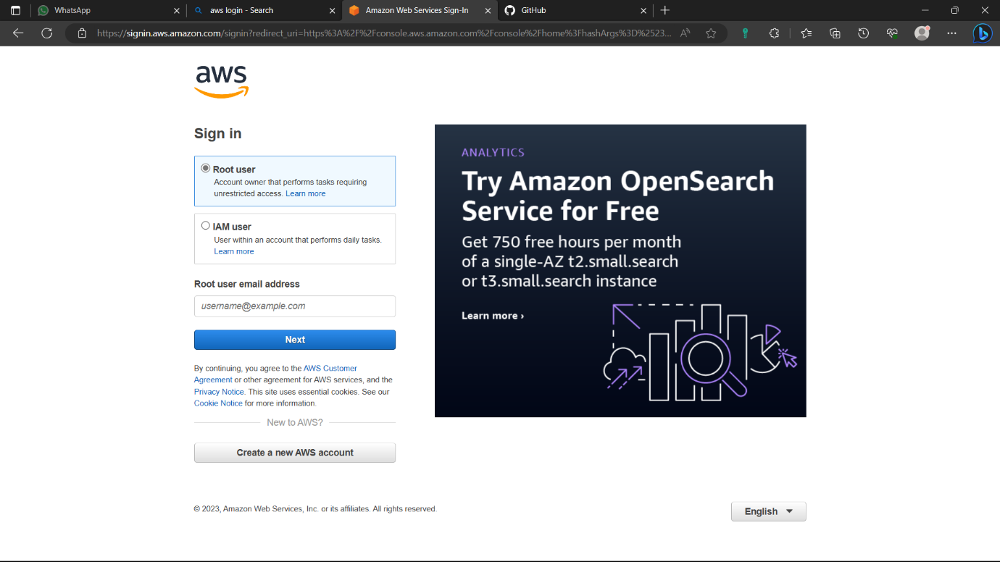 WhatsApp
aws login - Search
Amazon Web Services Sign-In
GitHub
https://signin.aws.amazon.com/signin?redirect_uri=https%3A%2F%2Fconsole.aws.amazon.com%2Fconsole%2Fhome%3FhashArgs%3D%2523...
aws
Sign in
Root user
Account owner that performs tasks requiring
unrestricted access. Learn more
IAM user
User within an account that performs daily tasks.
Learn more
Root user email address
username@example.com
Next
By continuing, you agree to the AWS Customer
Agreement or other agreement for AWS services, and the
Privacy Notice. This site uses essential cookies. See our
Cookie Notice for more information.
New to AWS?
Create a new AWS account
ANALYTICS
Try Amazon OpenSearch
Service for Free
Get 750 free hours per month
of a single-AZ t2.small.search
or t3.small.search instance
Learn more ›
© 2023, Amazon Web Services, Inc. or its affiliates. All rights reserved.
English